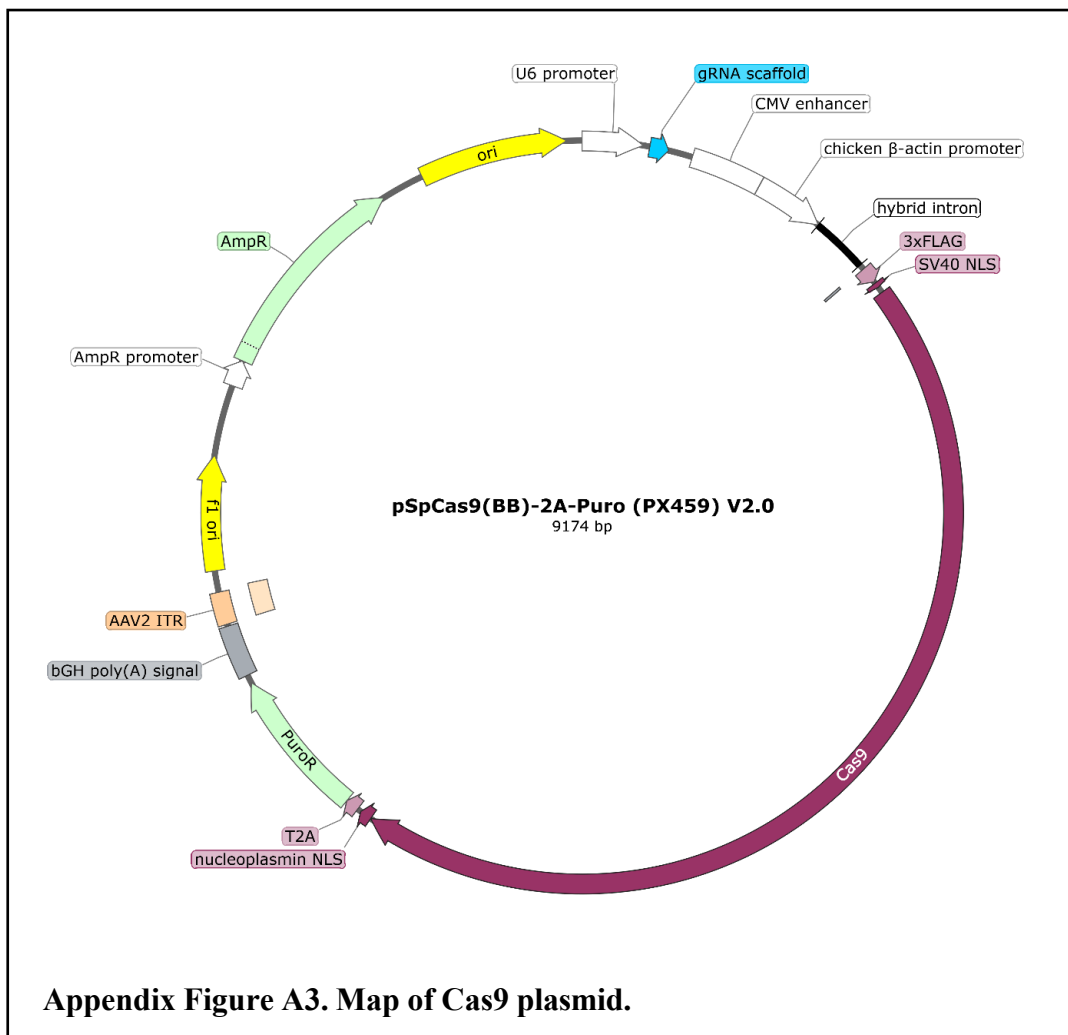 U6 promoter
gRNA scaffold
CMV enhancer
chicken β-actin promoter
hybrid intron
3xFLAG
SV40 NLS
ori
AmpR
AmpR promoter
f1 ori
pSpCas9(BB)-2A-Puro (PX459) V2.0
9174 bp
AAV2 ITR
bGH poly(A) signal
PuroR
Cas9
T2A
nucleoplasmin NLS
Appendix Figure A3. Map of Cas9 plasmid.